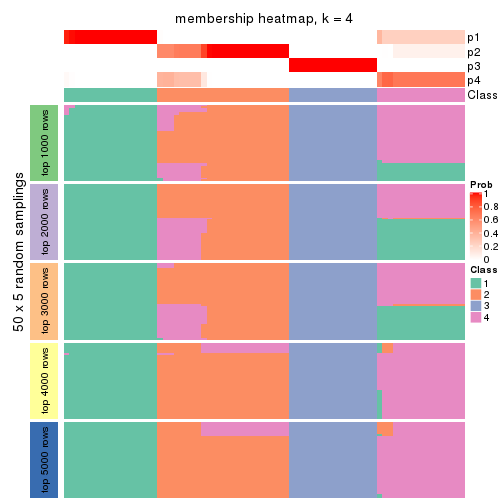 membership heatmap, k = 4
p1
p2
p3
p4
Class
50 x 5 random samplings
top 1000 rows
top 2000 rows
top 3000 rows
top 4000 rows
top 5000 rows
Prob
1
0.8
0.6
0.4
0.2
0
Class
1
2
3
4